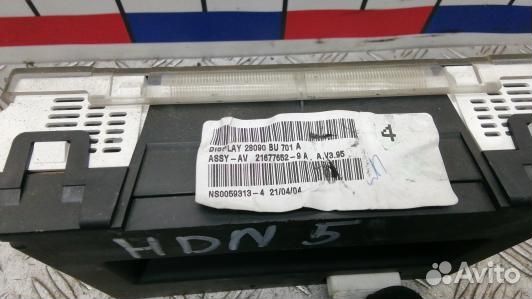 DISPLAY 28090 BU 701 A
ASSY-AV 21677652-9 A A.V3.95
NS0059313-4 21/04/04
4
HDN 5
Avito